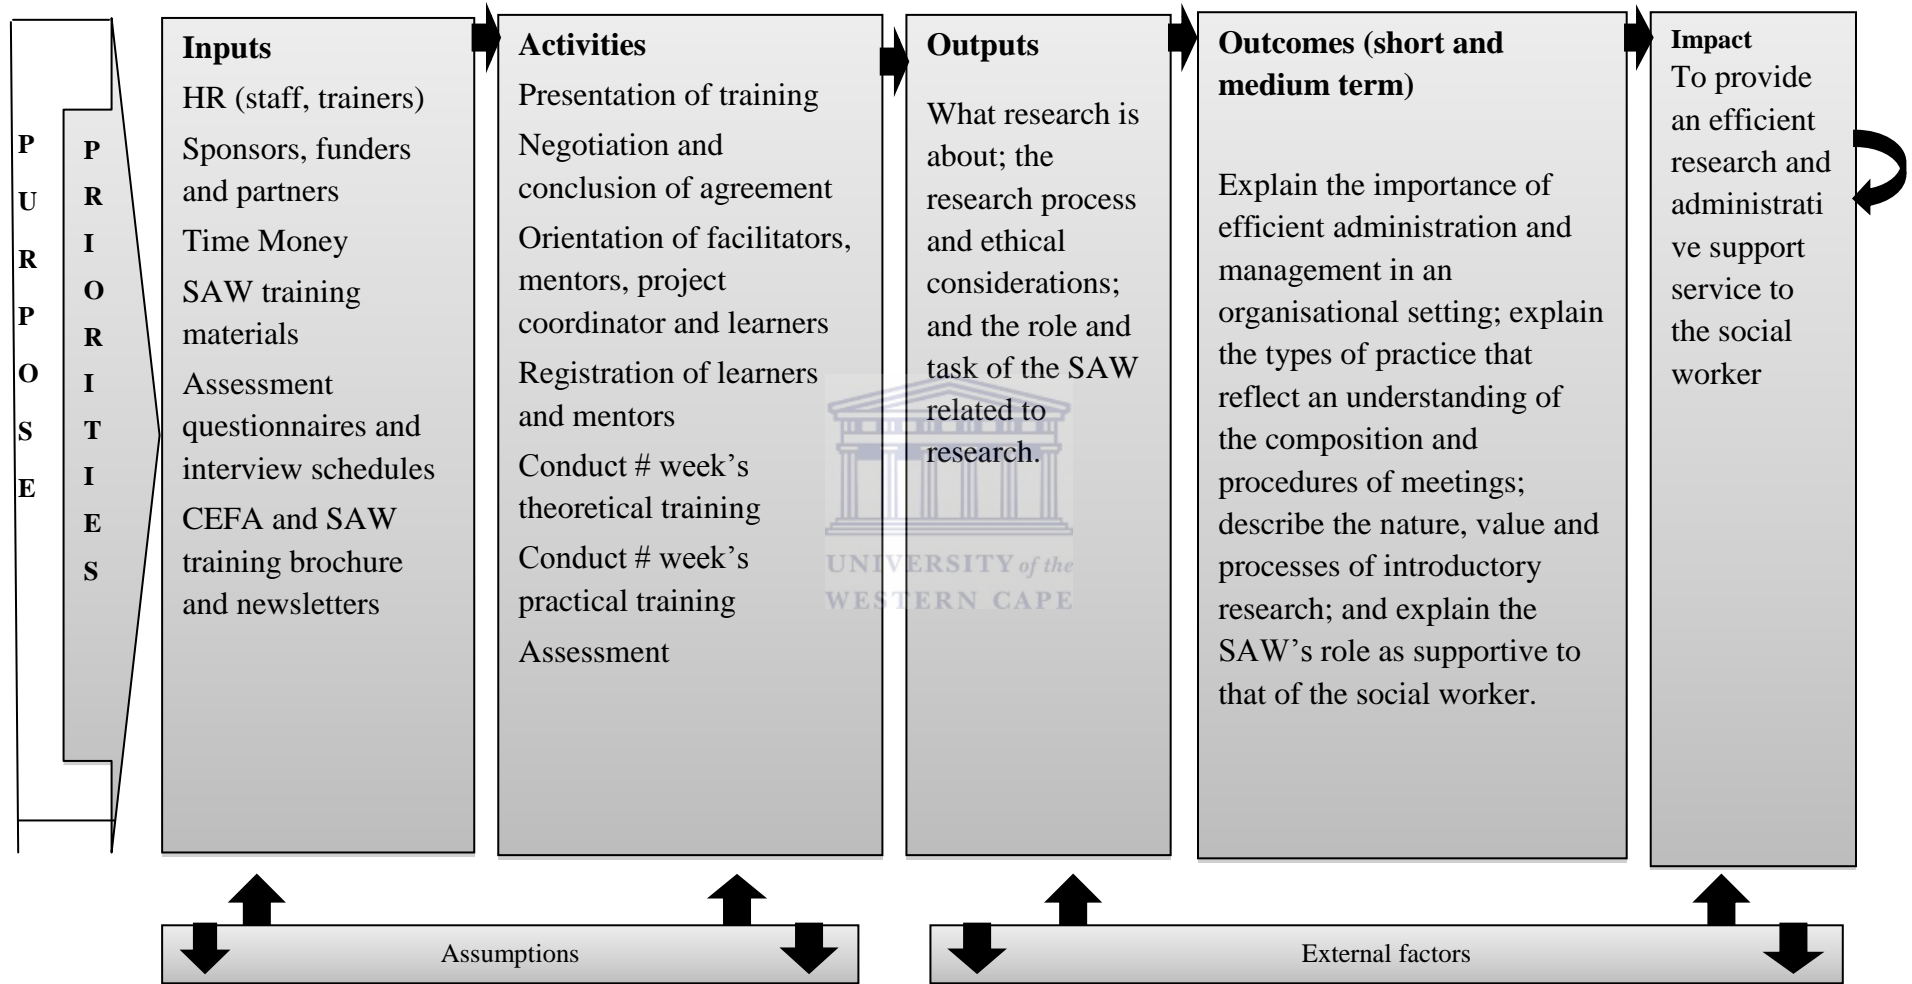 PURPOSE
PRIORITIES
Inputs
HR (staff, trainers)
Sponsors, funders
and partners
Time Money
SAW training
materials
Assessment
questionnaires and
interview schedules
CEFA and SAW
training brochure
and newsletters
Activities
Presentation of training
Negotiation and
conclusion of agreement
Orientation of facilitators,
mentors, project
coordinator and learners
Registration of learners
and mentors
Conduct # week's
theoretical training
Conduct # week's
practical training
Assessment
Outputs
What research is
about; the
research process
and ethical
considerations;
and the role and
task of the SAW
related to
research.
Outcomes (short and
medium term)
Explain the importance of
efficient administration and
management in an
organisational setting; explain
the types of practice that
reflect an understanding of
the composition and
procedures of meetings;
describe the nature, value and
processes of introductory
research; and explain the
SAW's role as supportive to
that of the social worker.
Impact
To provide
an efficient
research and
administrati
ve support
service to
the social
worker
UNIVERSITY of the
WESTERN CAPE
Assumptions
External factors